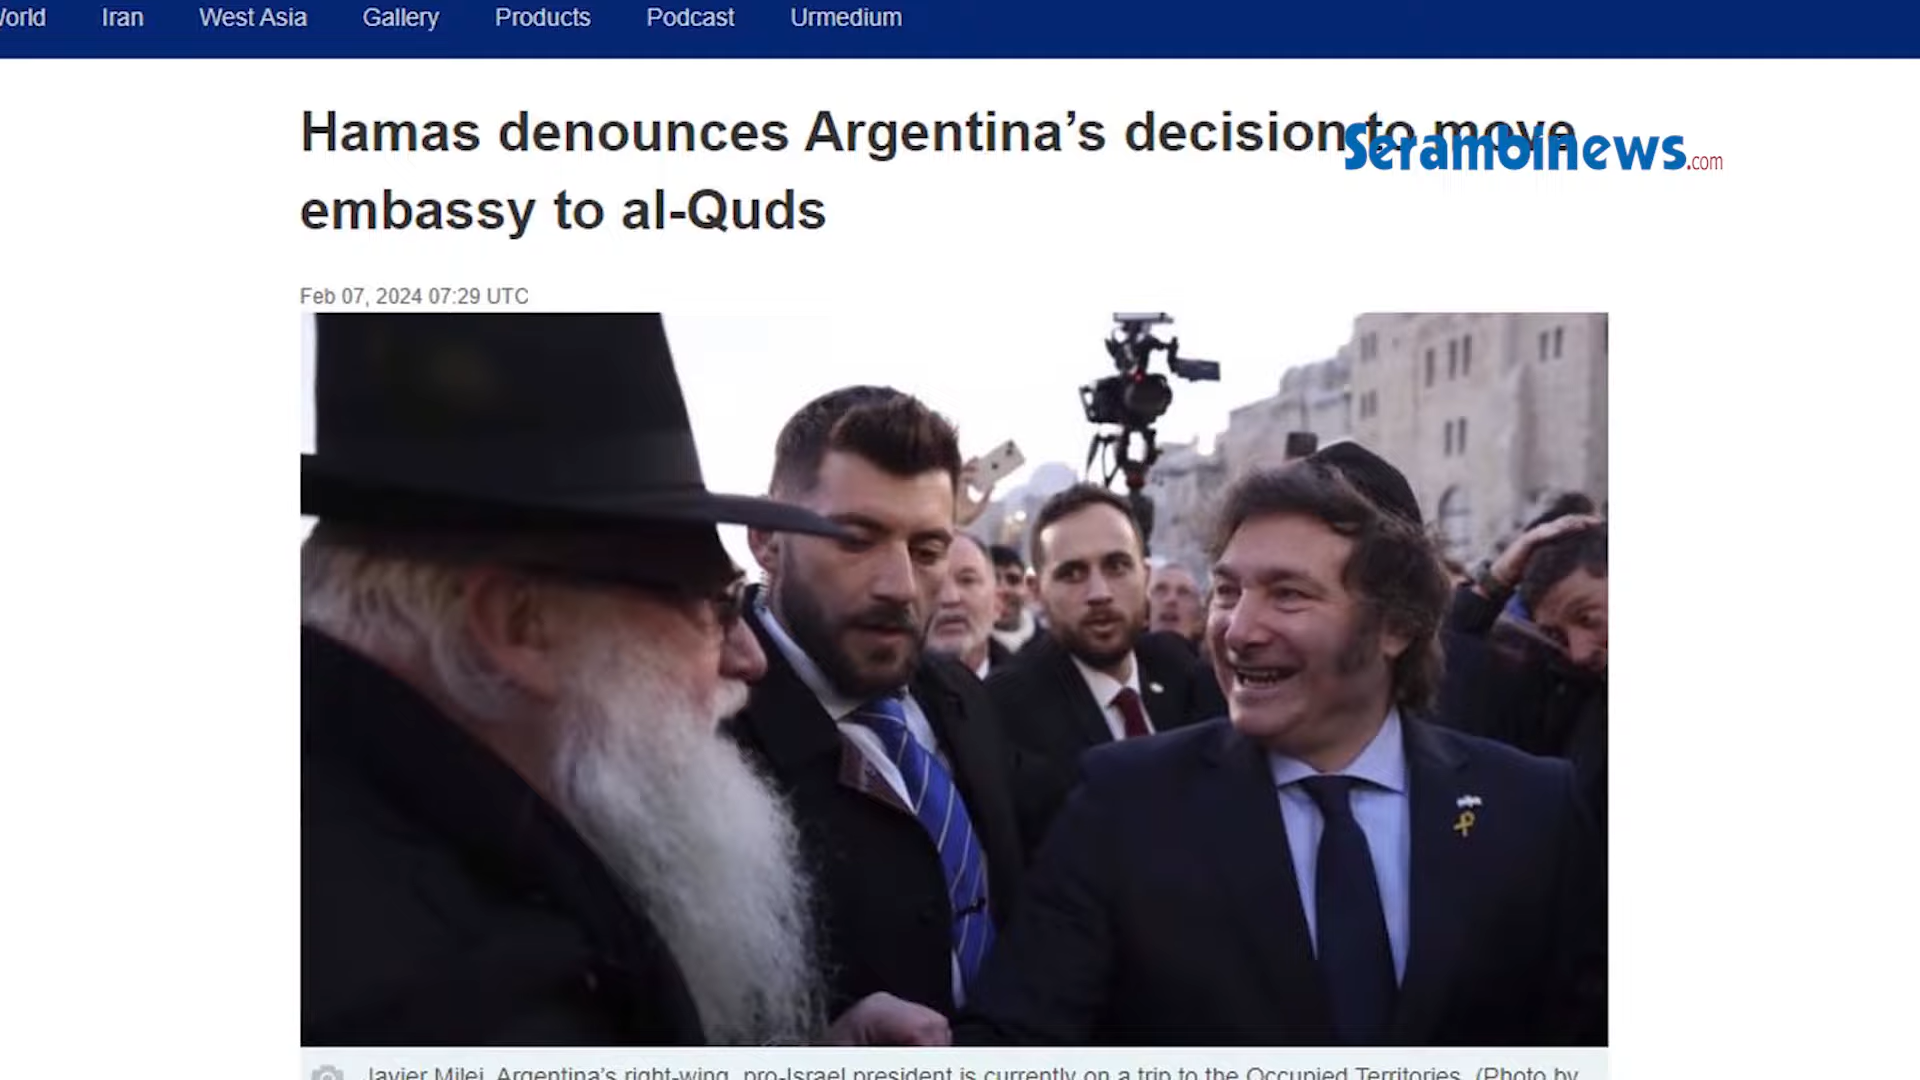 World Iran West Asia Gallery Products Podcast Urmedium
Hamas denounces Argentina’s decision to move
Serambinews.com
embassy to al-Quds
Feb 07, 2024 07:29 UTC
Javier Milei, Argentina’s right-wing, pro-Israel president is currently on a trip to the Occupied Territories. (Photo by